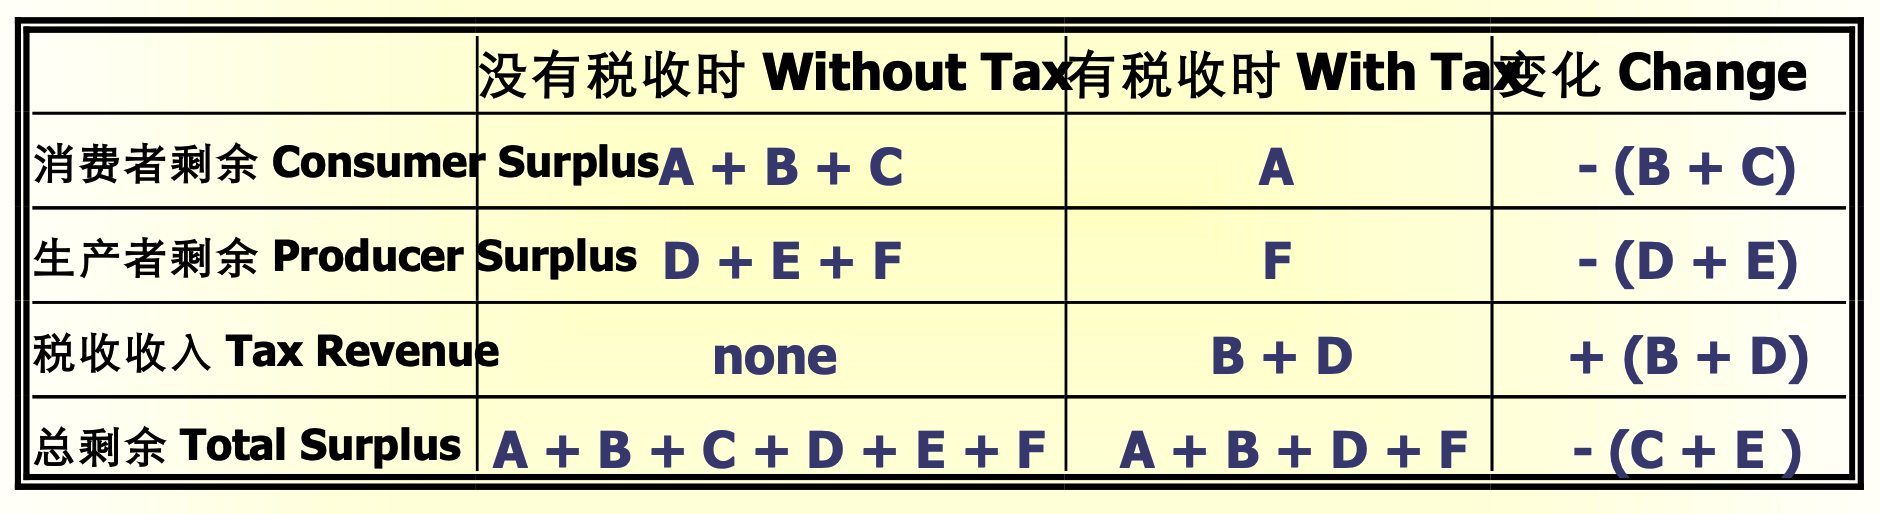 没有税收时 Without Tax 有税收时 With Tax 变化 Change
消费者剩余 Consumer Surplus A + B + C A - (B + C)
生产者剩余 Producer Surplus D + E + F F - (D + E)
税收收入 Tax Revenue none B + D + (B + D)
总剩余 Total Surplus A + B + C + D + E + F A + B + D + F - (C + E )